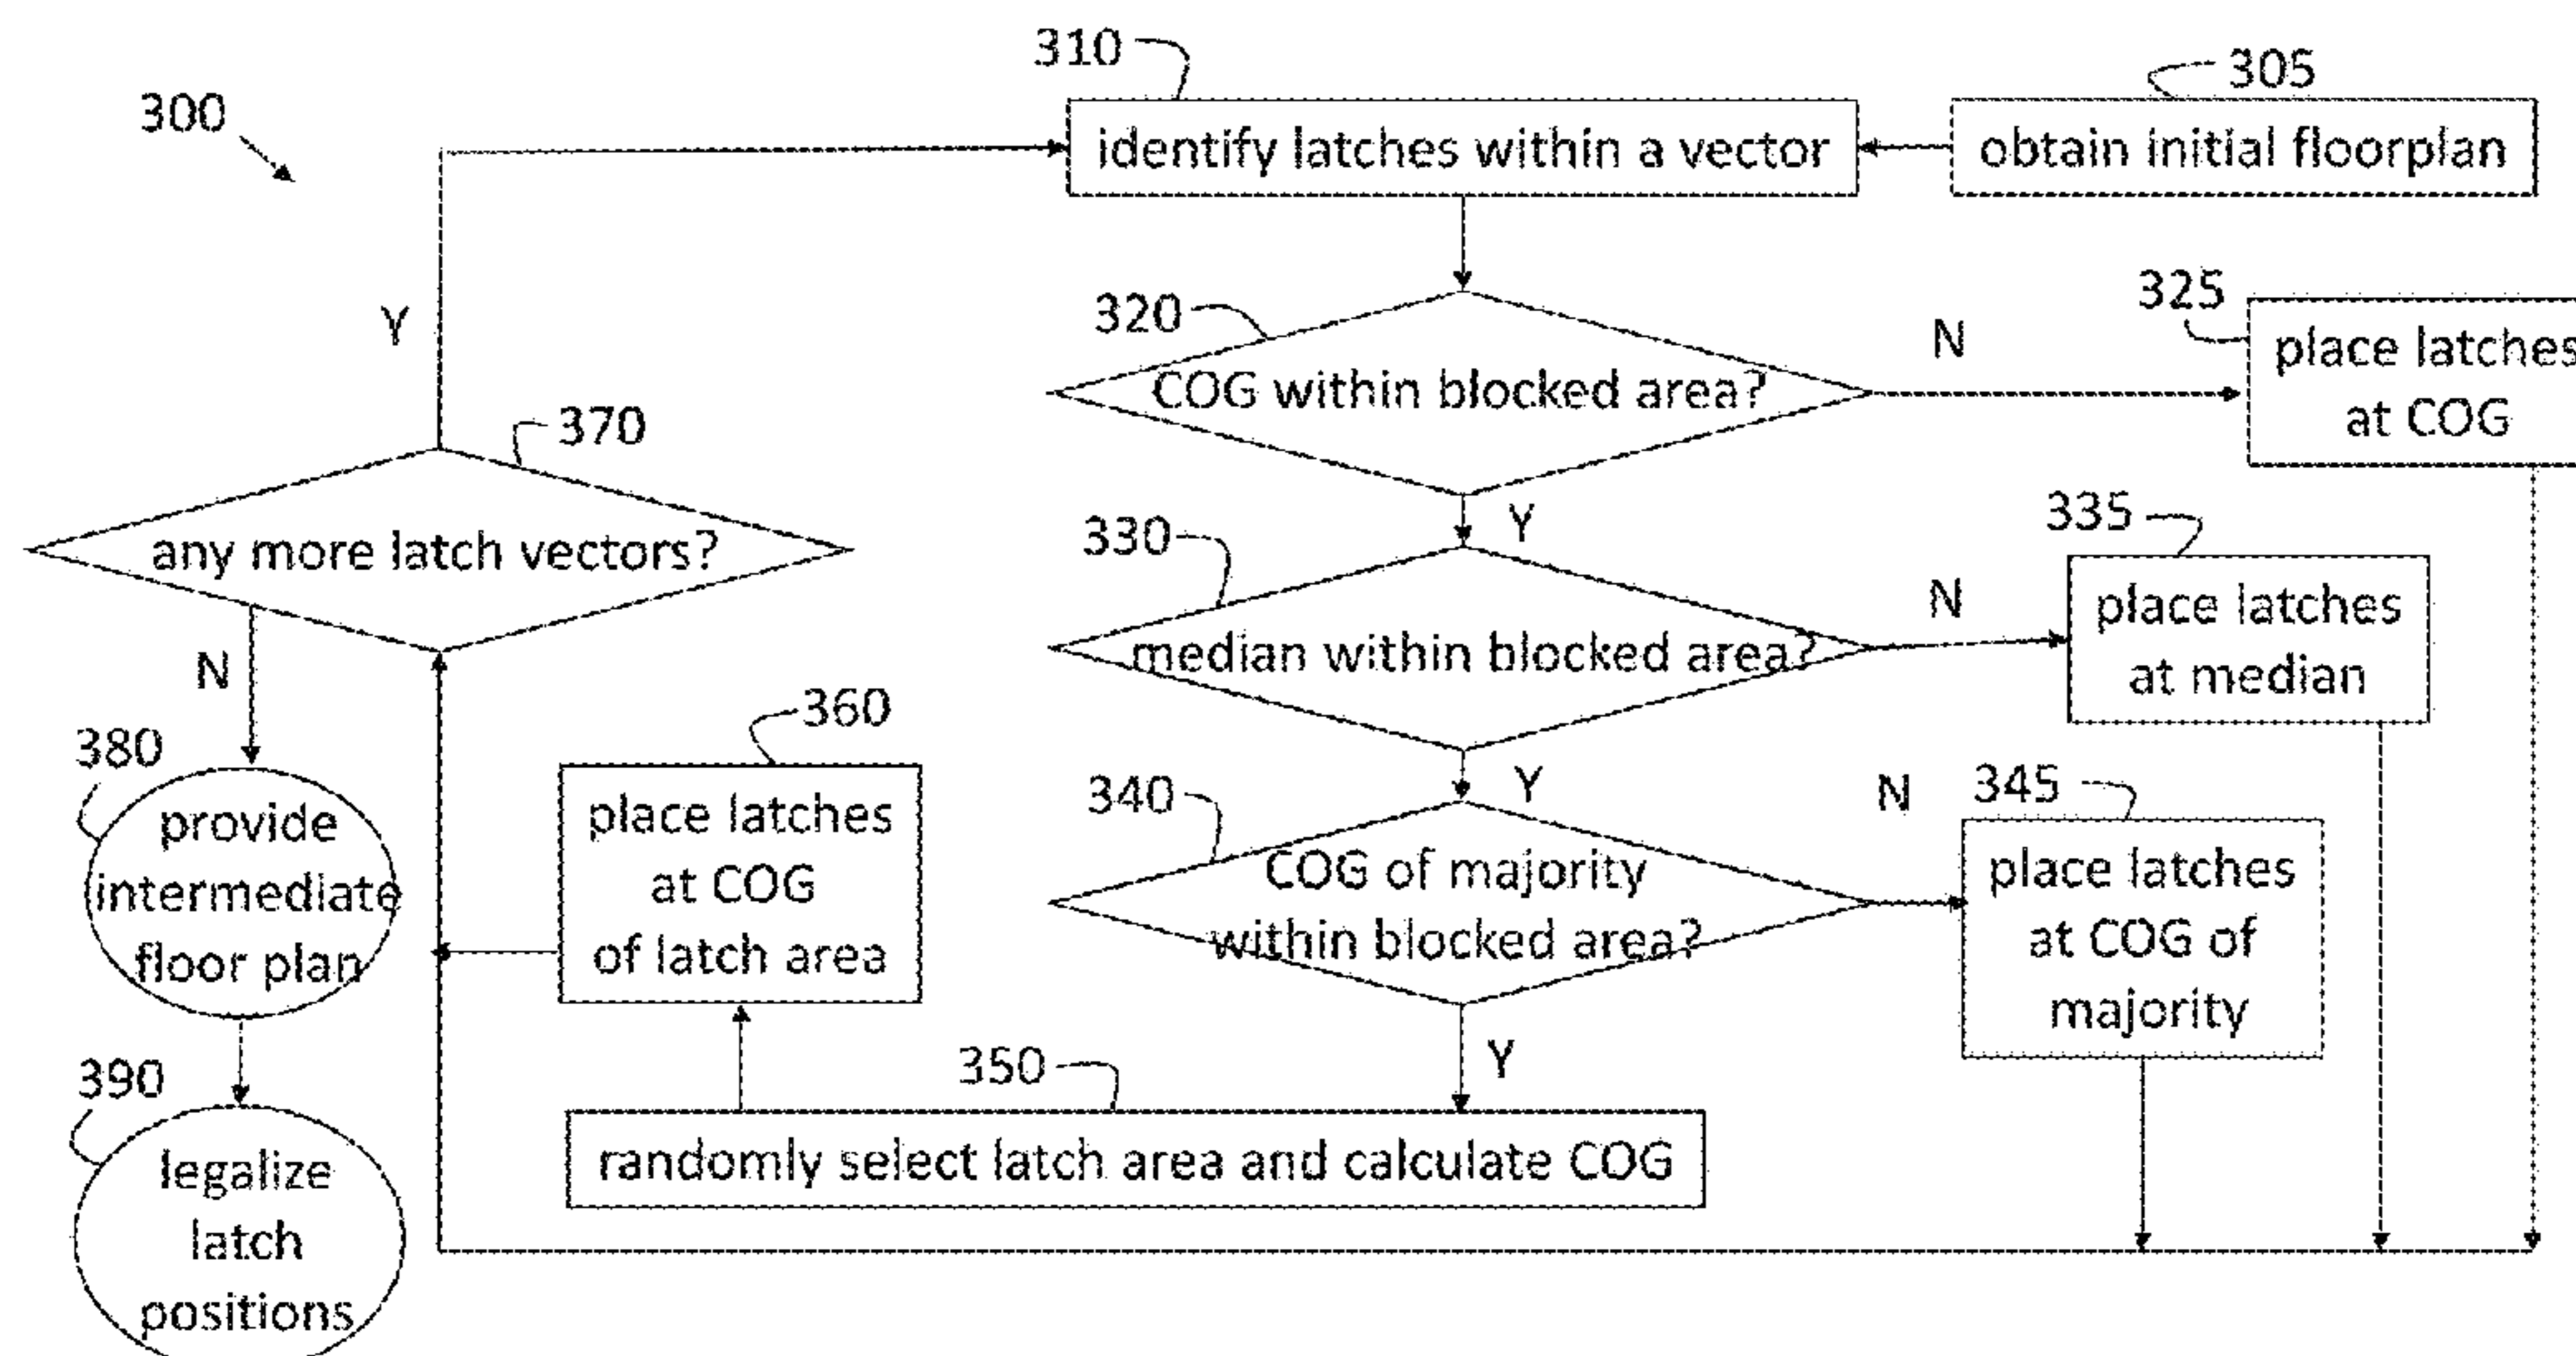 310
305
300
identify latches within a vector
obtain initial floorplan
320
325
N
Y
place latches
at COG
COG within blocked area?
370
Y
335
330
any more latch vectors?
N
place latches
at median
median within blocked area?
N
360
380
340
Y
N
345
provide
intermediate
floor plan
place latches
at COG
of latch area
COG of majority
within blocked area?
place latches
at COG of
majority
350
Y
390
randomly select latch area and calculate COG
legalize
latch
positions